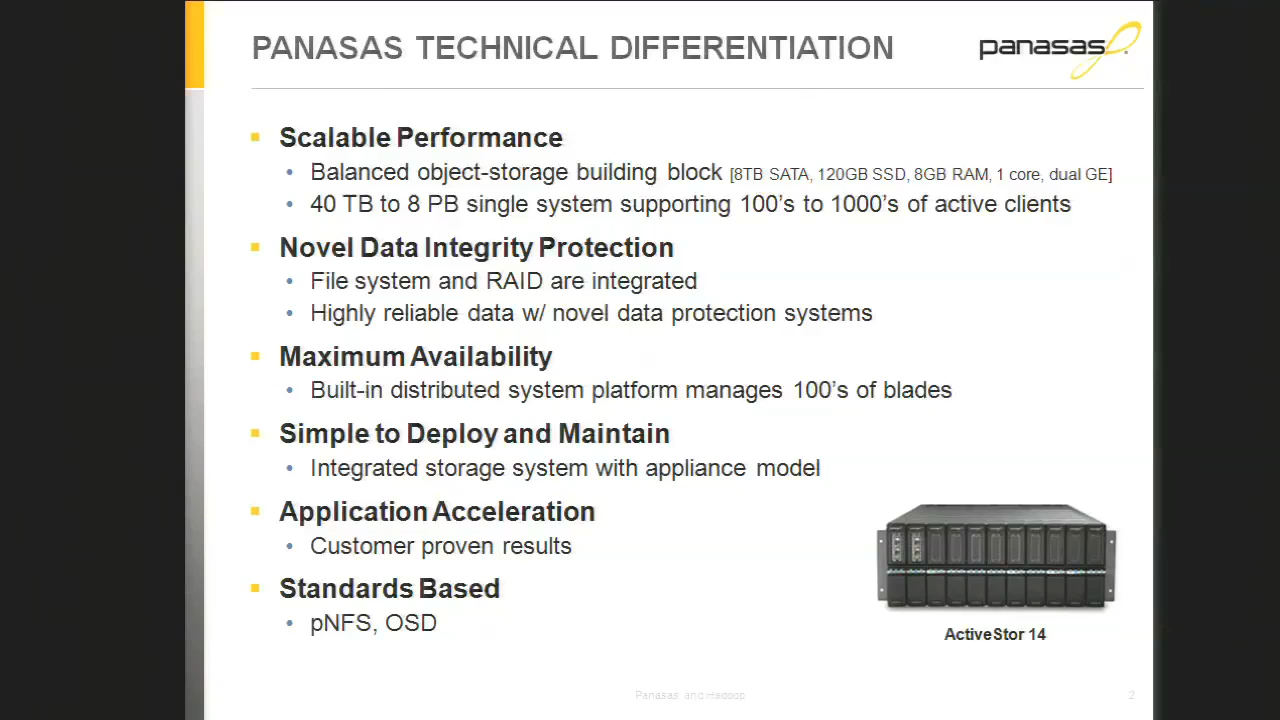 PANASAS TECHNICAL DIFFERENTIATION
panasas
Scalable Performance
Balanced object-storage building block [8TB SATA, 120GB SSD, 8GB RAM, 1 core, dual GE]
40 TB to 8 PB single system supporting 100's to 1000's of active clients
Novel Data Integrity Protection
File system and RAID are integrated
Highly reliable data w/ novel data protection systems
Maximum Availability
Built-in distributed system platform manages 100's of blades
Simple to Deploy and Maintain
Integrated storage system with appliance model
Application Acceleration
Customer proven results
Standards Based
pNFS, OSD
ActiveStor 14
Panasas and Hadoop
2